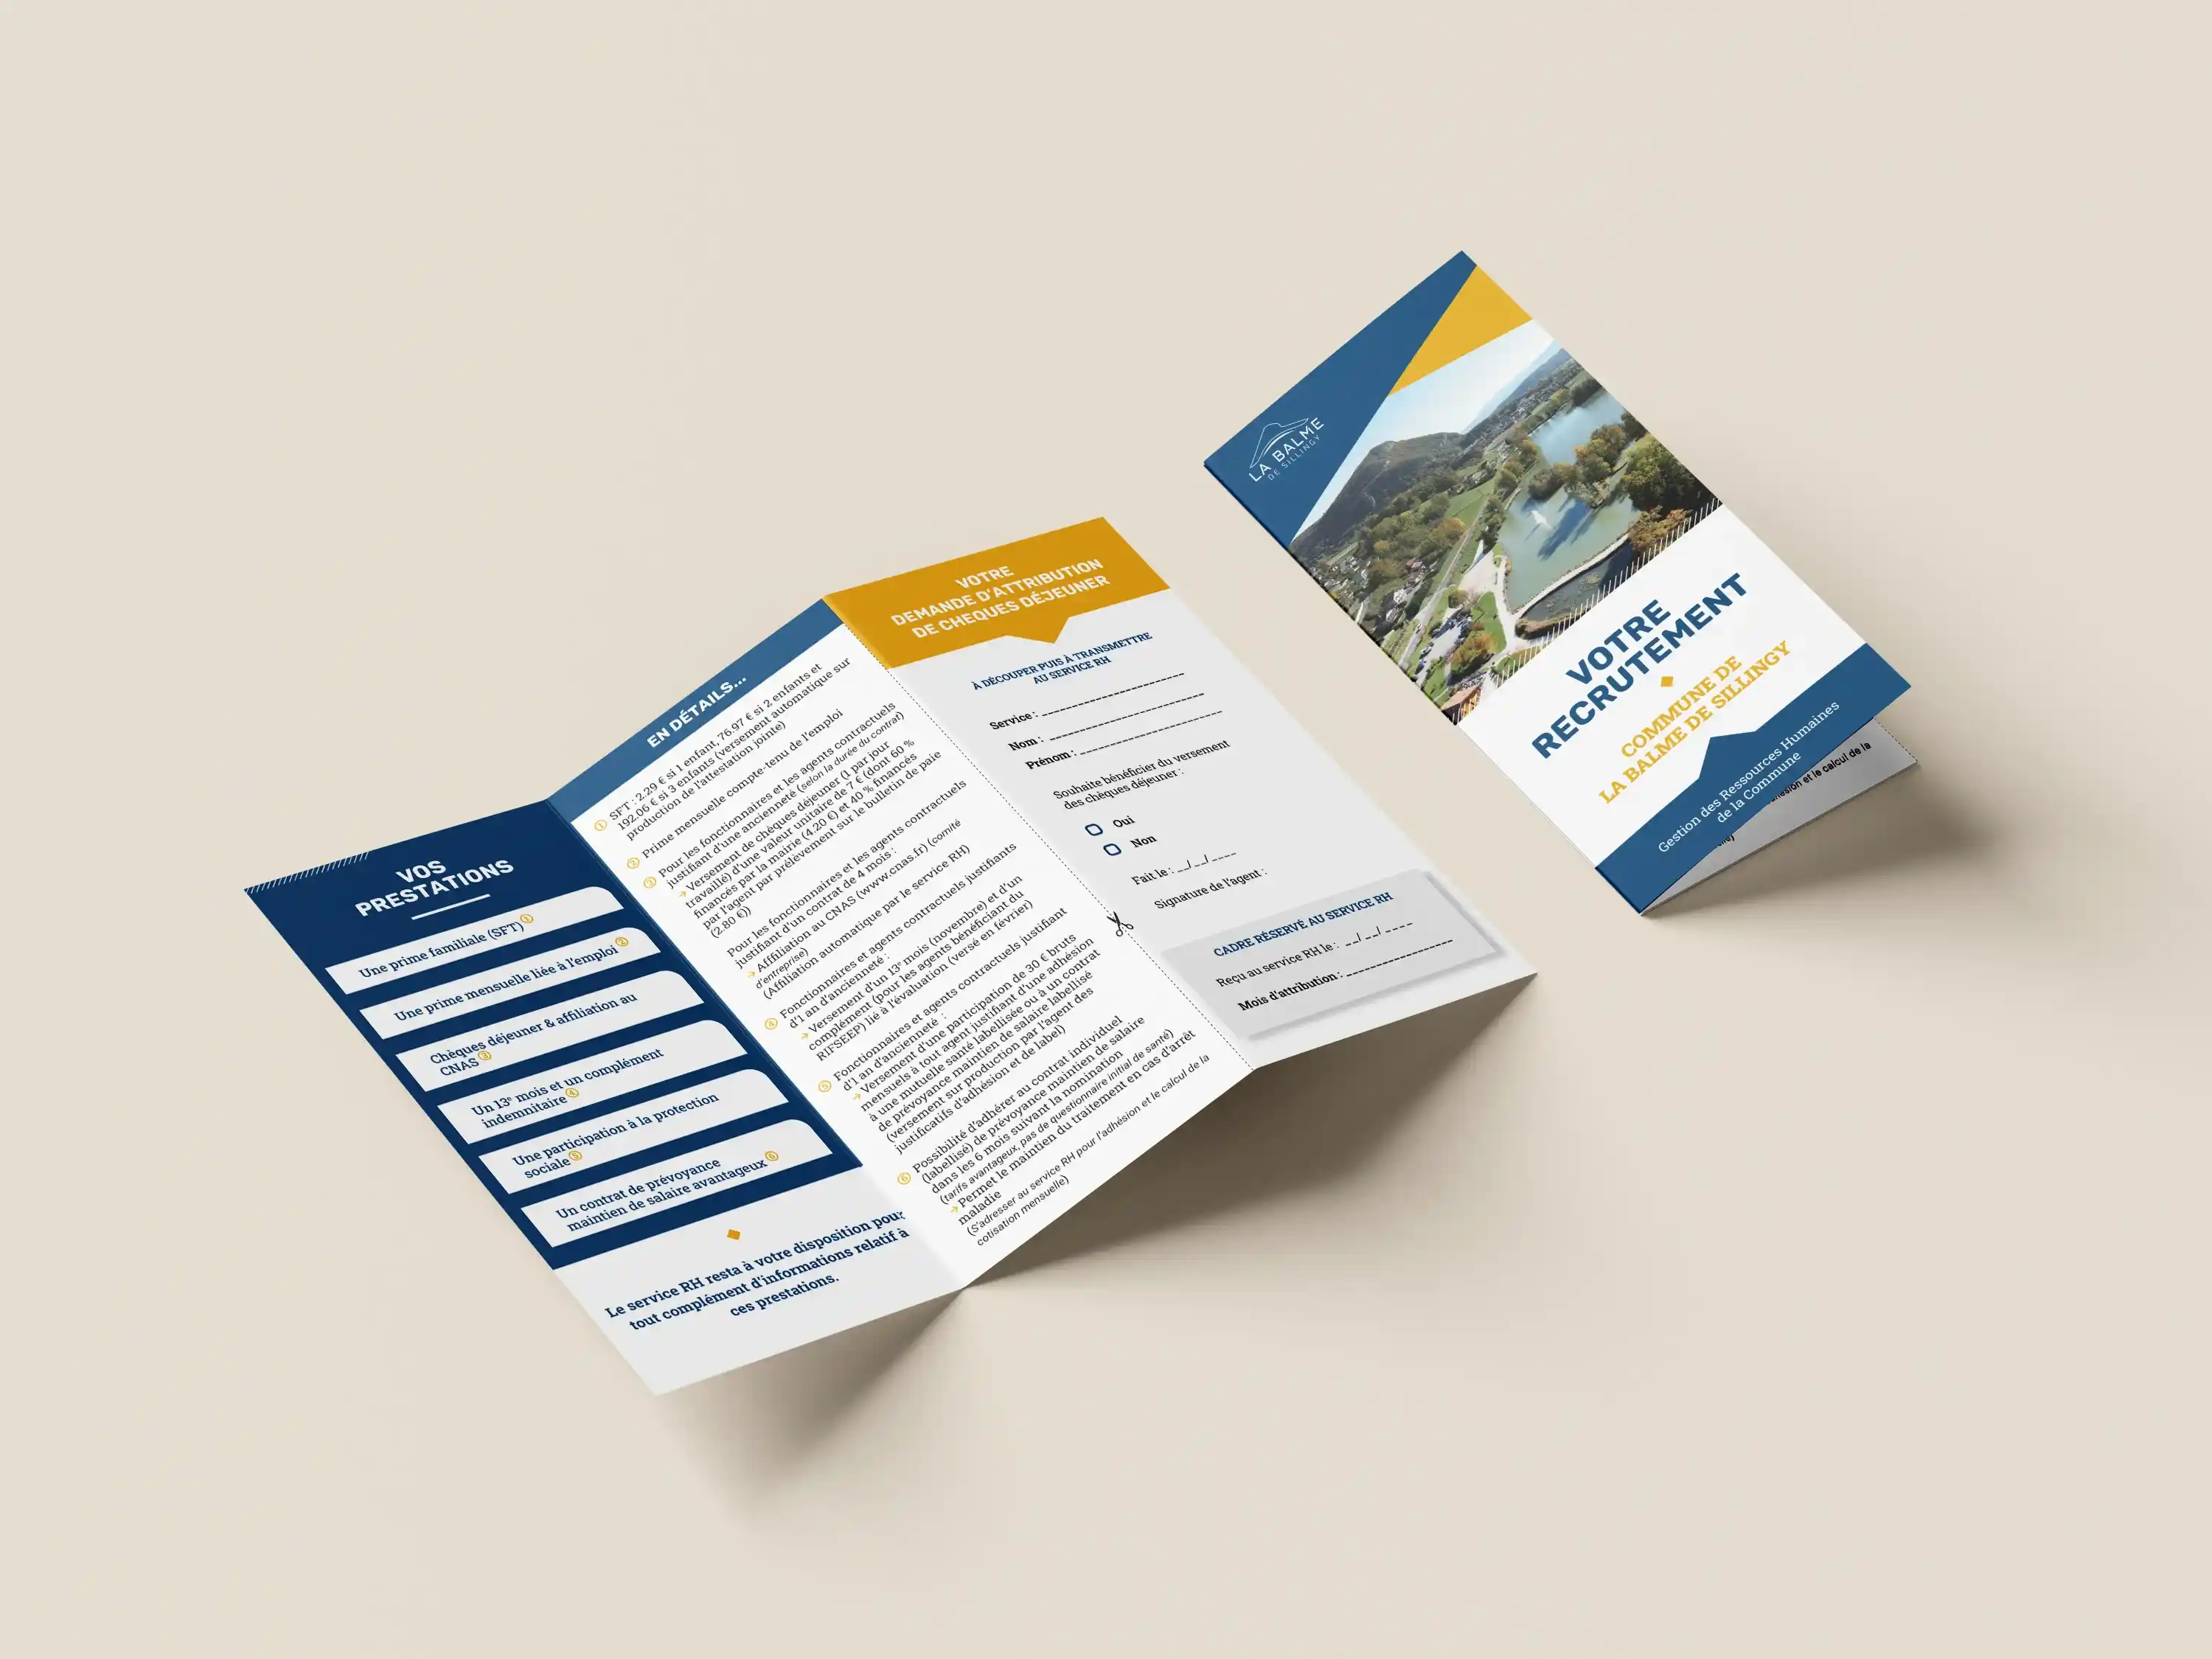 VOS
PRESTATIONS
Une prime familiale (SFT) ①
Une prime mensuelle liée à l'emploi ②
Chèques déjeuner & affiliation au
CNAS ③
Un 13e mois et un complément
indemnitaire ④
Une participation à la protection
sociale ⑤
Un contrat de prévoyance
maintien de salaire avantageux ⑥
Le service RH resta à votre disposition pour
tout complément d'informations relatif à
ces prestations.
EN DÉTAILS...
① SFT : 2.29 € si 1 enfant, 76.97 € si 2 enfants et
192.06 € si 3 enfants (versement automatique sur
production de l'attestation jointe)
② Prime mensuelle compte-tenu de l'emploi
③ Pour les fonctionnaires et les agents contractuels
justifiant d'une ancienneté (selon la durée du contrat)
→ Versement de chèques déjeuner (1 par jour
travaillé) d'une valeur unitaire de 7 € (dont 60 %
financés par la mairie (4.20 €) et 40 % financés
par l'agent par prélèvement sur le bulletin de paie
(2.80 €))
Pour les fonctionnaires et les agents contractuels
justifiant d'un contrat de 4 mois :
→ Affiliation au CNAS (www.cnas.fr) (comité
d'entreprise)
(Affiliation automatique par le service RH)
④ Fonctionnaires et agents contractuels justifiants
d'1 an d'ancienneté :
→ Versement d'un 13e mois (novembre) et d'un
complément (pour les agents bénéficiant du
RIFSEEP) lié à l'évaluation (versé en février)
⑤ Fonctionnaires et agents contractuels justifiant
d'1 an d'ancienneté :
→ Versement d'une participation de 30 € bruts
mensuels à tout agent justifiant d'une adhésion
à une mutuelle santé labellisée ou à un contrat
de prévoyance maintien de salaire labellisé
(versement sur production par l'agent des
justificatifs d'adhésion et de label)
⑥ Possibilité d'adhérer au contrat individuel
(labellisé) de prévoyance maintien de salaire
dans les 6 mois suivant la nomination
(tarifs avantageux, pas de questionnaire initial de santé)
→ Permet le maintien du traitement en cas d'arrêt
maladie
(S'adresser au service RH pour l'adhésion et le calcul de la
cotisation mensuelle)
VOTRE
DEMANDE D'ATTRIBUTION
DE CHEQUES DÉJEUNER
À DÉCOUPER PUIS À TRANSMETTRE
AU SERVICE RH
Service :
Nom :
Prénom :
Souhaite bénéficier du versement
des chèques déjeuner :
Oui
Non
Fait le : __/__/____
Signature de l'agent :
CADRE RÉSERVÉ AU SERVICE RH
Reçu au service RH le : __/__/____
Mois d'attribution :
LA BALME
DE SILLINGY
VOTRE
RECRUTEMENT
COMMUNE DE
LA BALME DE SILLINGY
Gestion des Ressources Humaines
de la Commune
et le calcul de la